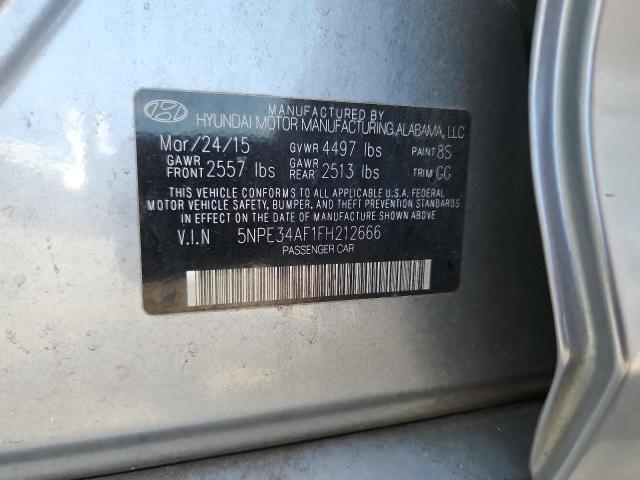 MANUFACTURED BY
HYUNDAI MOTOR MANUFACTURING ALABAMA, LLC
Mar/24/15 GVWR 4497 lbs PAINT 8S
GAWR FRONT 2557 lbs GAWR REAR 2513 lbs TRIM GG
THIS VEHICLE CONFORMS TO ALL APPLICABLE U.S.A. FEDERAL
MOTOR VEHICLE SAFETY, BUMPER, AND THEFT PREVENTION STANDARDS
IN EFFECT ON THE DATE OF MANUFACTURE SHOWN ABOVE
V.I.N 5NPE34AF1FH212666
PASSENGER CAR